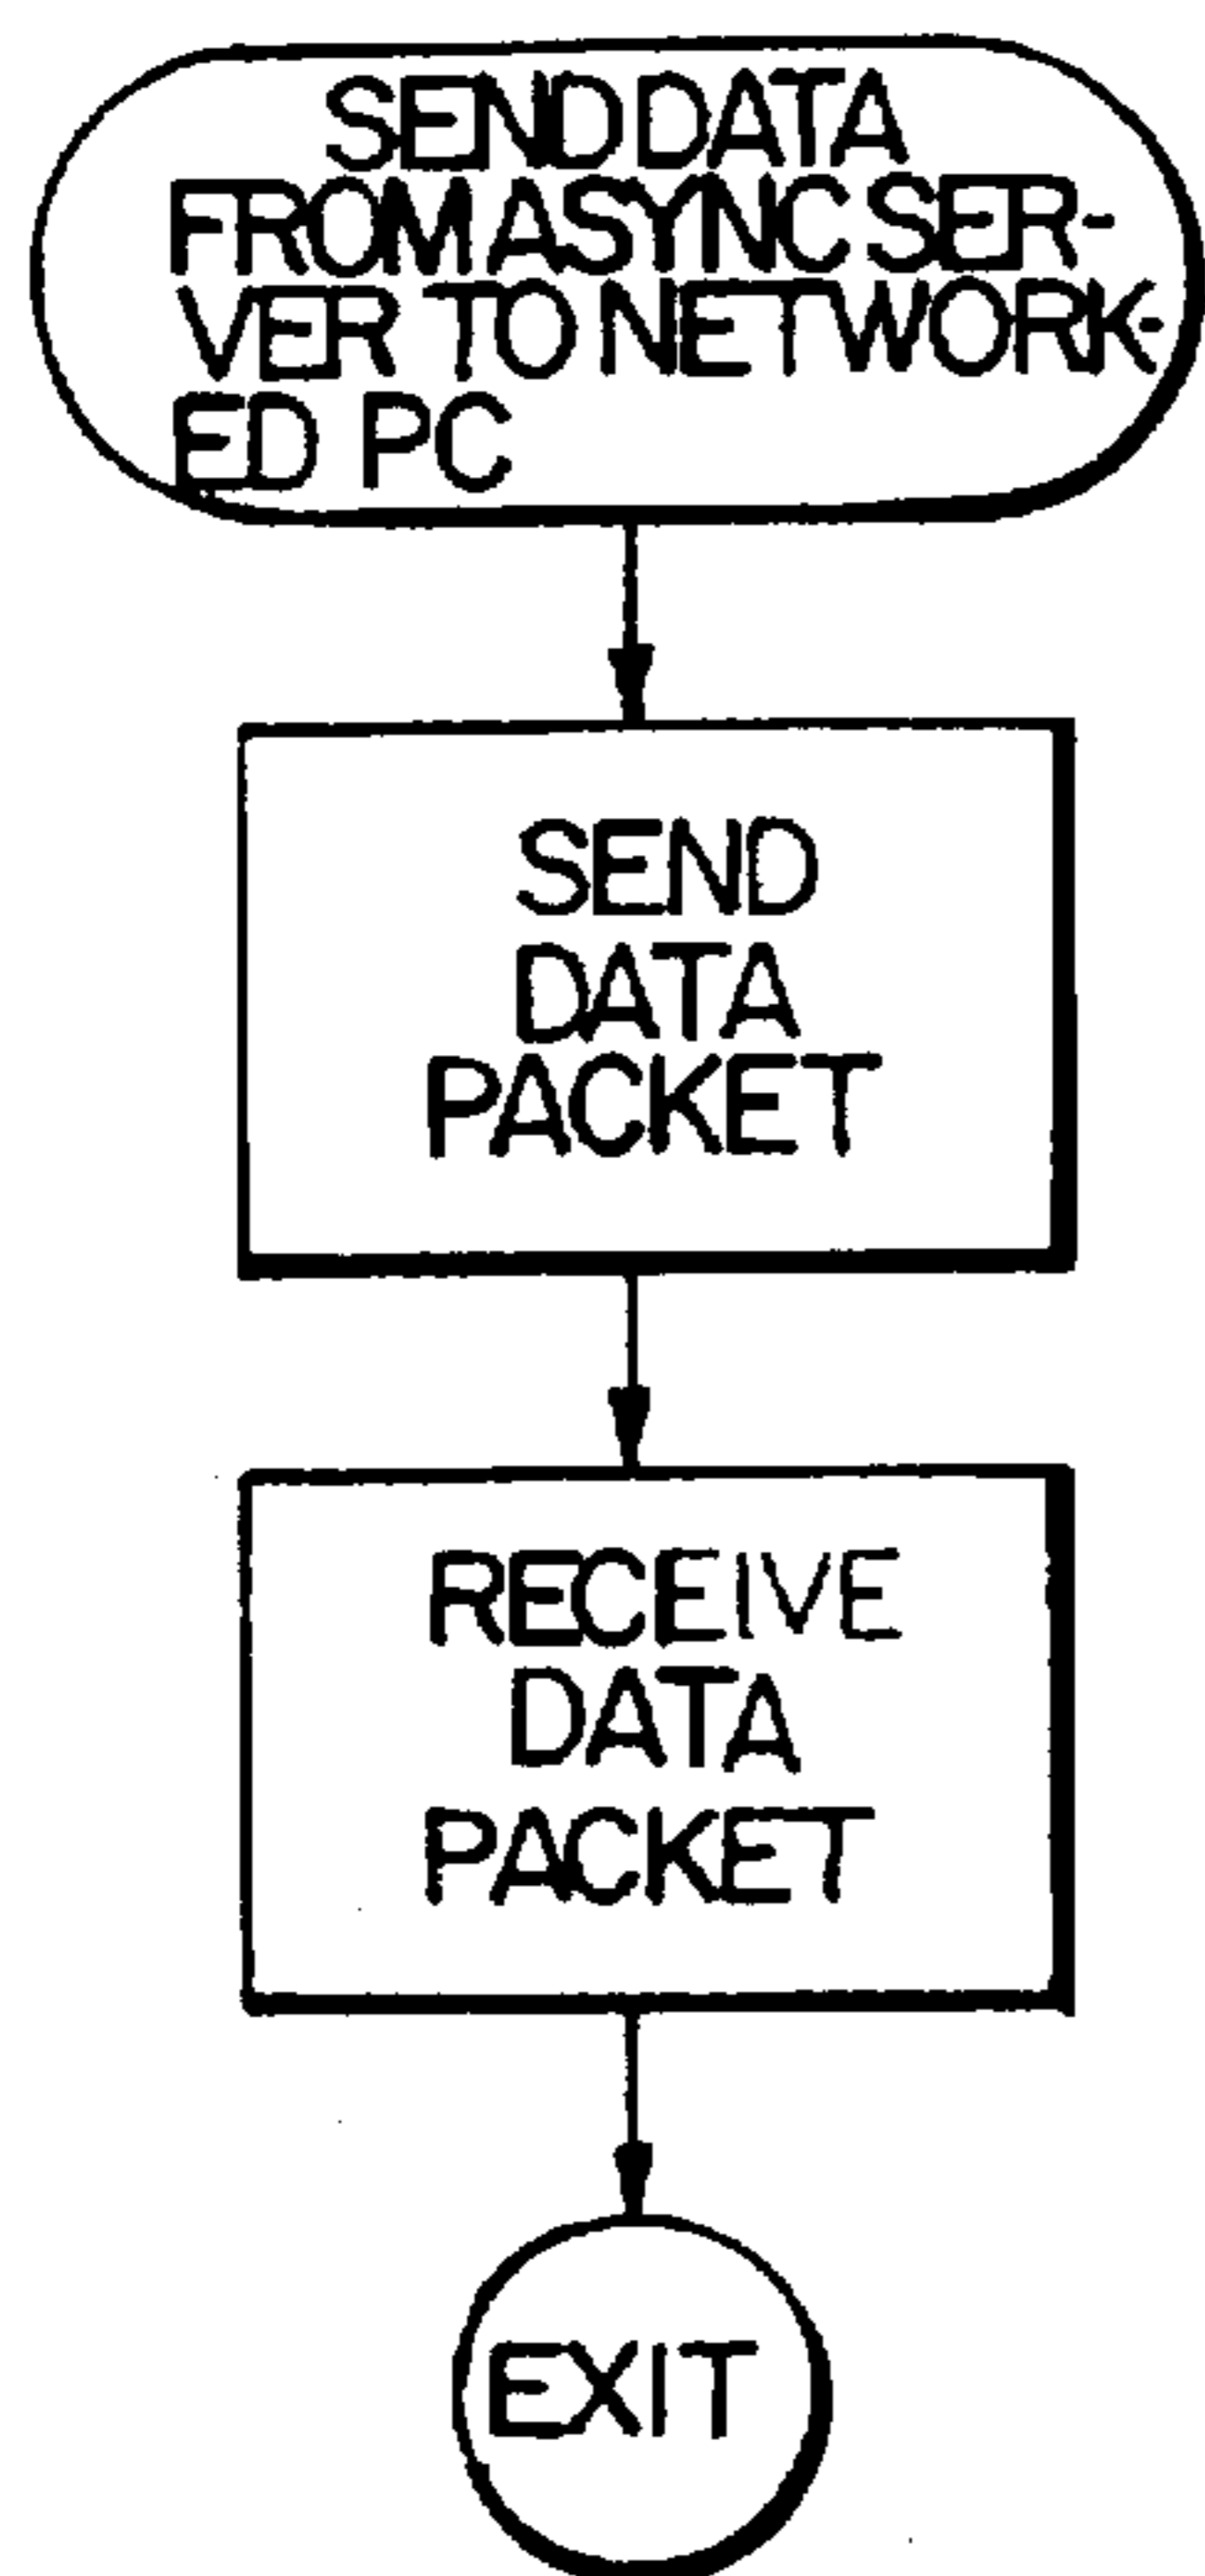 SEND DATA
FROM ASYNC SER-
VER TO NETWORK-
ED PC
SEND
DATA
PACKET
RECEIVE
DATA
PACKET
EXIT